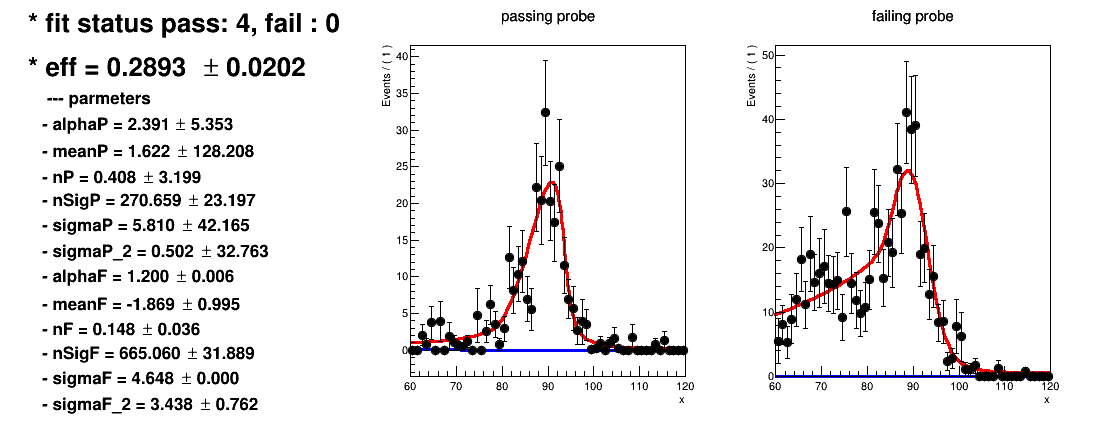 * fit status pass: 4, fail : 0
* eff = 0.2893 ± 0.0202
--- parmeters
- alphaP = 2.391 ± 5.353
- meanP = 1.622 ± 128.208
- nP = 0.408 ± 3.199
- nSigP = 270.659 ± 23.197
- sigmaP = 5.810 ± 42.165
- sigmaP_2 = 0.502 ± 32.763
- alphaF = 1.200 ± 0.006
- meanF = -1.869 ± 0.995
- nF = 0.148 ± 0.036
- nSigF = 665.060 ± 31.889
- sigmaF = 4.648 ± 0.000
- sigmaF_2 = 3.438 ± 0.762
passing probe
Events / ( 1 )
40
35
30
25
20
15
10
5
0
60 70 80 90 100 110 120
x
failing probe
Events / ( 1 )
50
40
30
20
10
0
60 70 80 90 100 110 120
x